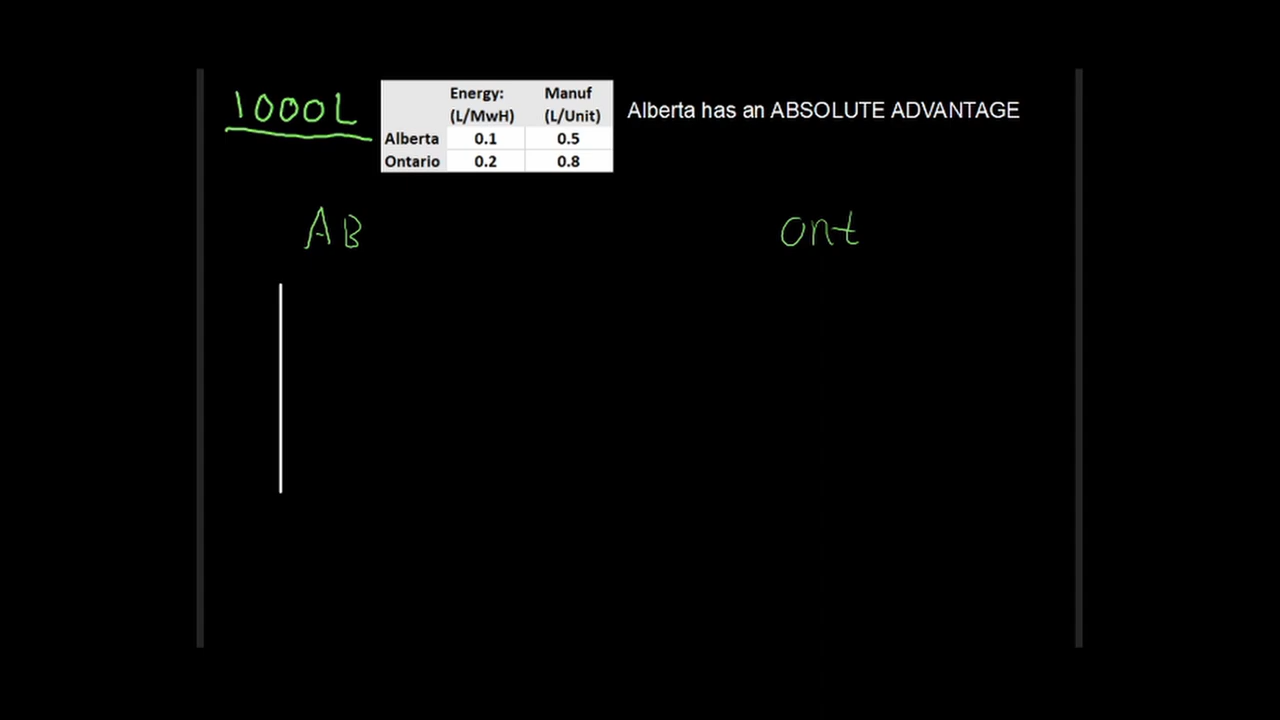 1000L
Energy: Manuf
(L/MwH) (L/Unit)
Alberta 0.1 0.5
Ontario 0.2 0.8
Alberta has an ABSOLUTE ADVANTAGE
AB
ont